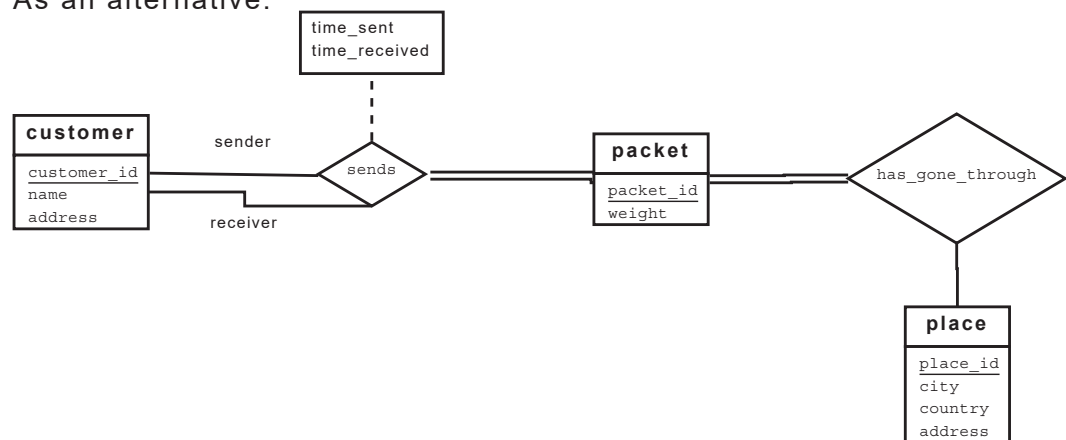 As an alternative:
time_sent
time_received
customer
customer_id
name
address
sender
receiver
sends
packet
packet_id
weight
has_gone_through
place
place_id
city
country
address